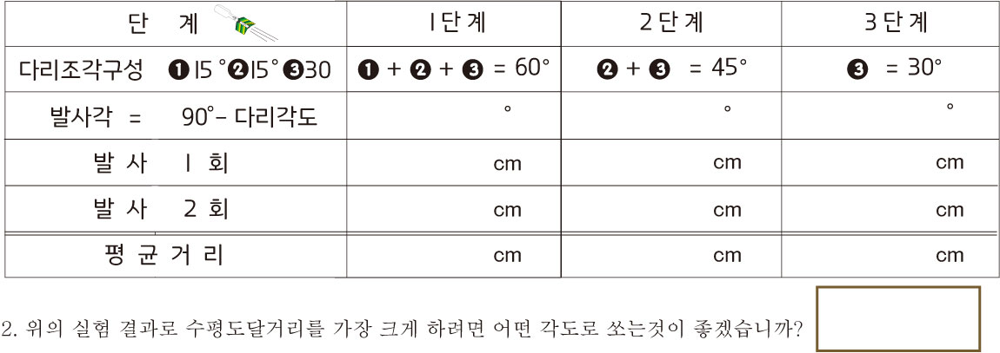 단 계 1단계 2단계 3단계
다리조각구성 ❶15°❷15°❸30 ❶ + ❷ + ❸ = 60° ❷ + ❸ = 45° ❸ = 30°
발사각 = 90°- 다리각도 ° ° °
발 사 1 회 cm cm cm
발 사 2 회 cm cm cm
평 균 거 리 cm cm cm
2. 위의 실험 결과로 수평도달거리를 가장 크게 하려면 어떤 각도로 쏘는것이 좋겠습니까?